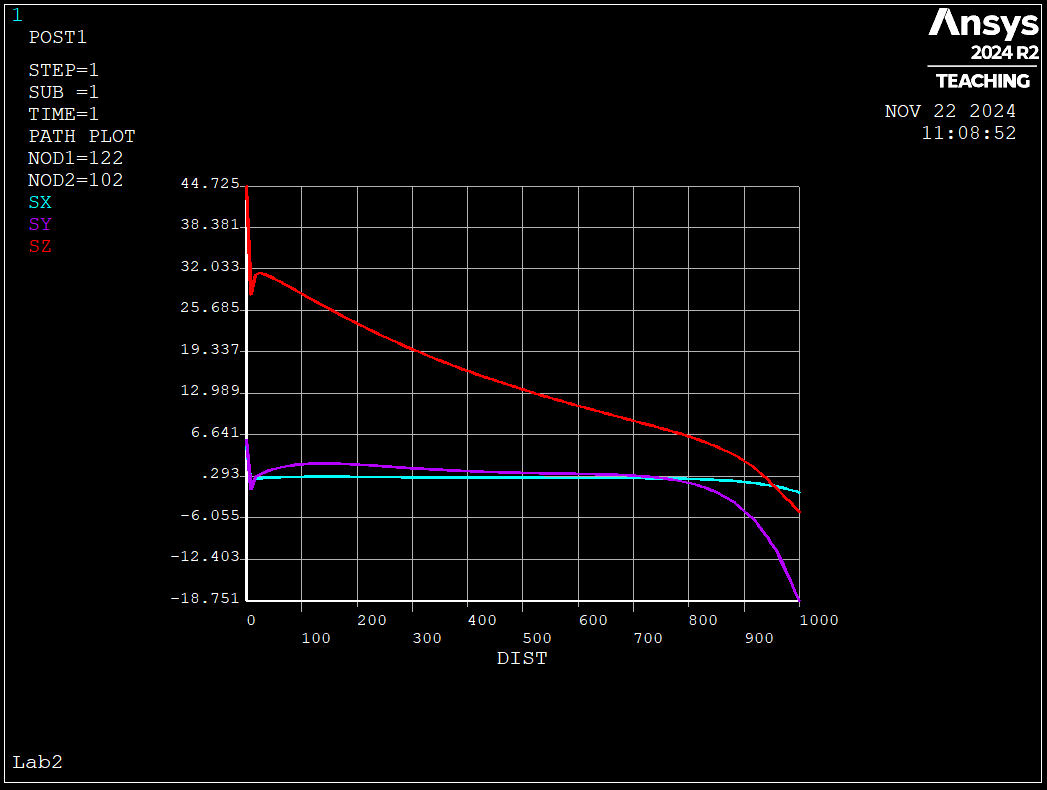 1
POST1
STEP=1
SUB =1
TIME=1
PATH PLOT
NOD1=122
NOD2=102
SX
SY
SZ
Ansys
2024 R2
TEACHING
NOV 22 2024
11:08:52
44.725
38.381
32.033
25.685
19.337
12.989
6.641
.293
-6.055
-12.403
-18.751
0
100
200
300
400
500
600
700
800
900
1000
DIST
Lab2